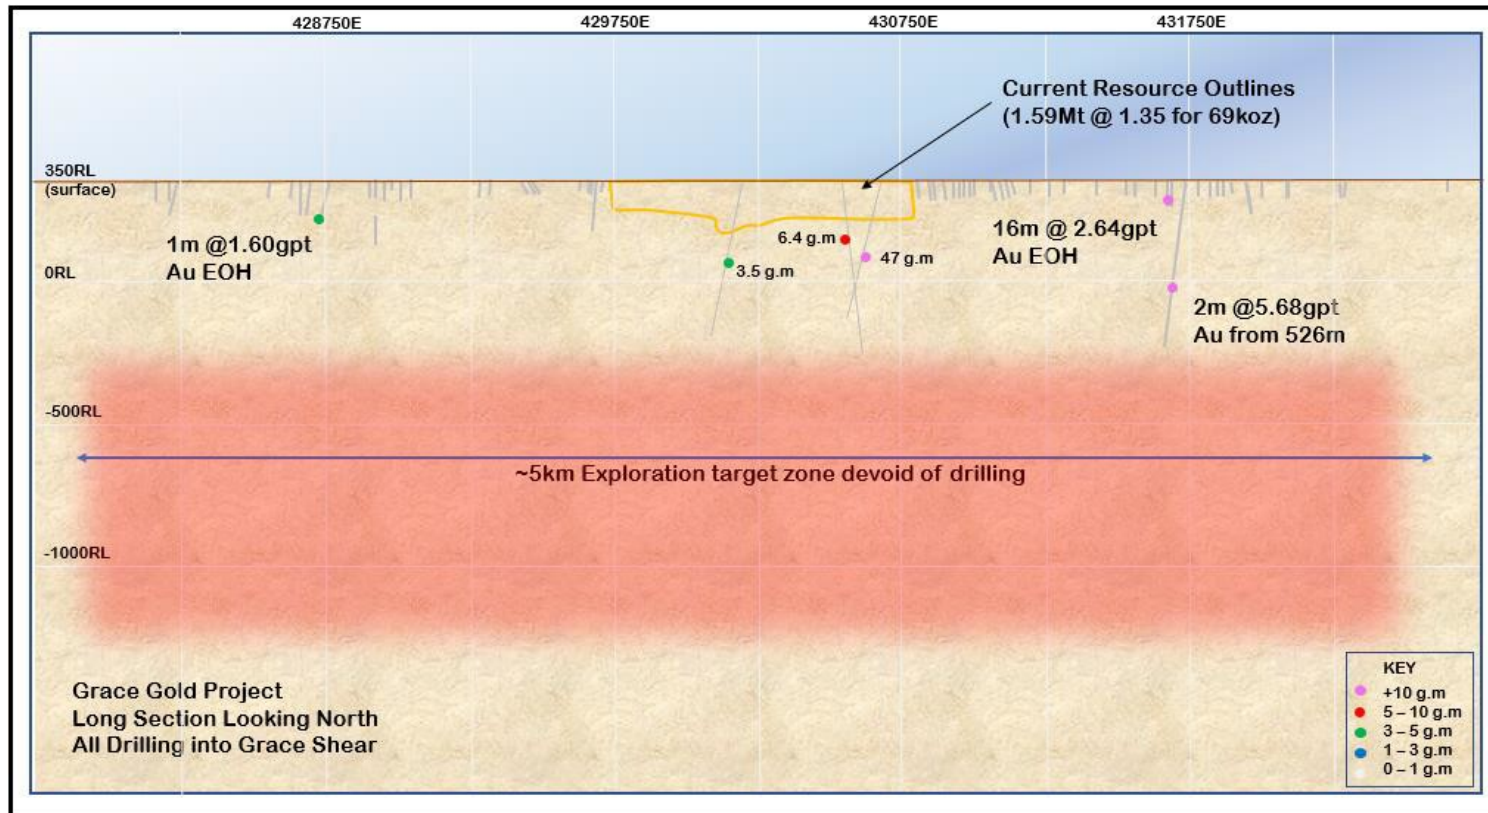 428750E
429750E
430750E
431750E
Current Resource Outlines
(1.59Mt @ 1.35 for 69koz)
350RL
(surface)
1m @1.60gpt
Au EOH
6.4 g.m
47 g.m
3.5 g.m
16m @ 2.64gpt
Au EOH
0RL
2m @5.68gpt
Au from 526m
-500RL
~5km Exploration target zone devoid of drilling
-1000RL
Grace Gold Project
Long Section Looking North
All Drilling into Grace Shear
KEY
+10 g.m
5 – 10 g.m
3 – 5 g.m
1 – 3 g.m
0 – 1 g.m